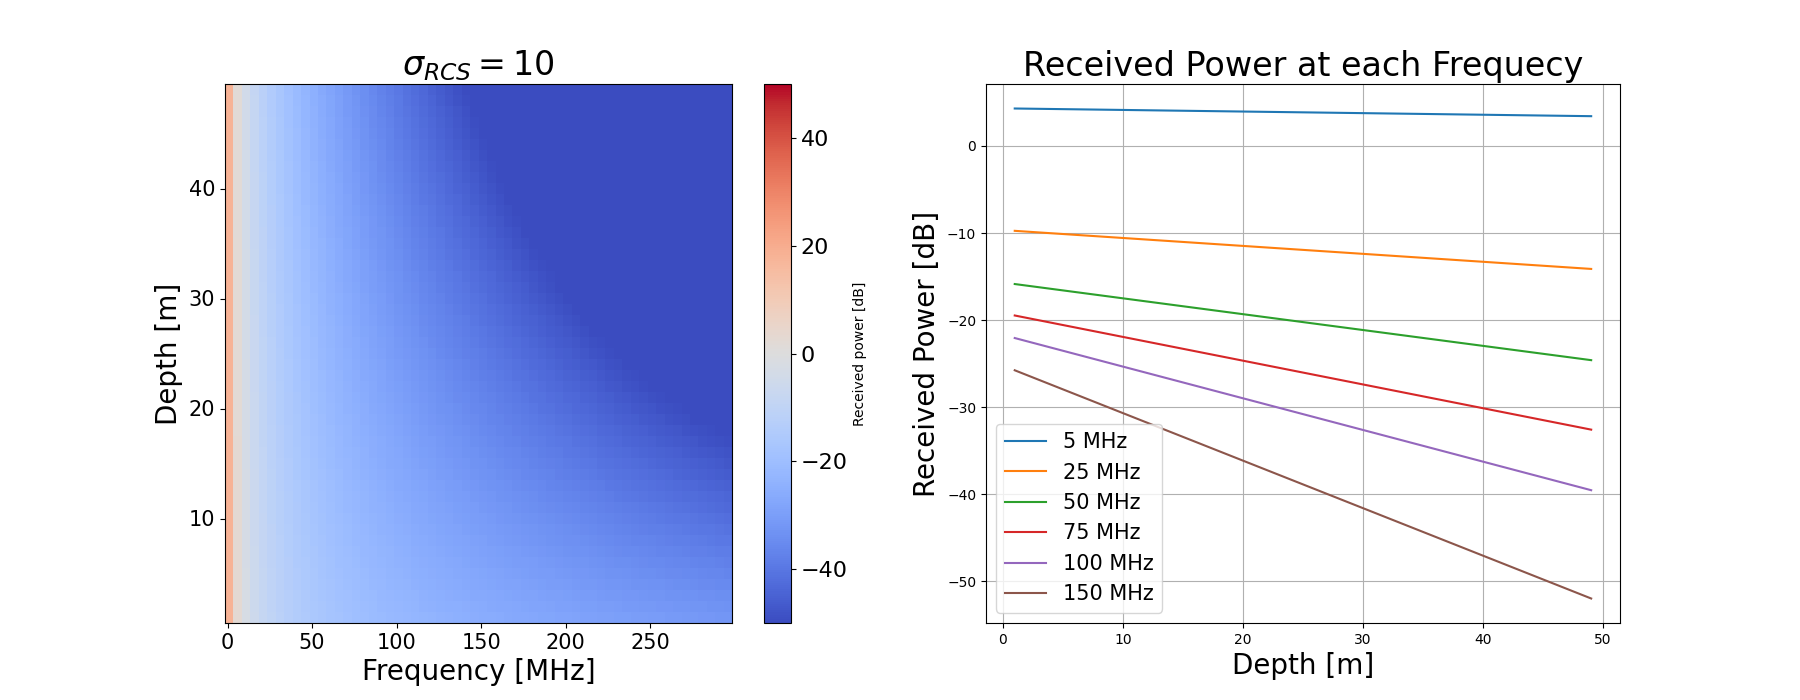 σRCS = 10
Depth [m]
40
30
20
10
0 50 100 150 200 250
Frequency [MHz]
40
20
0
−20
−40
Received power [dB]
Received Power at each Frequecy
Received Power [dB]
0
−10
−20
−30
−40
−50
5 MHz
25 MHz
50 MHz
75 MHz
100 MHz
150 MHz
0 10 20 30 40 50
Depth [m]